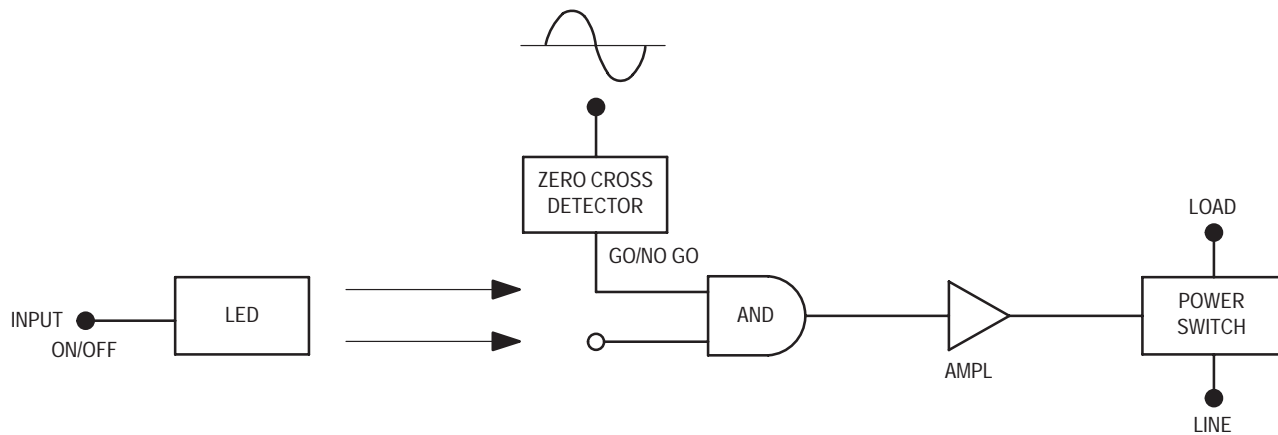 ZERO CROSS
DETECTOR
GO/NO GO
LOAD
INPUT
ON/OFF
LED
AND
AMPL
POWER
SWITCH
LINE